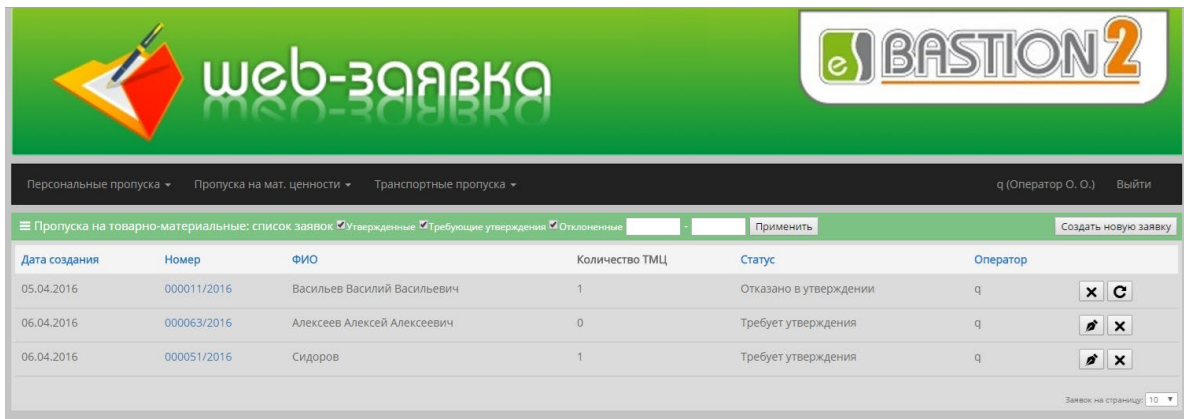 web-заявка
es BASTION 2
Персональные пропуска Пропуска на мат. ценности Транспортные пропуска q (Оператор О. О.) Выйти
Пропуска на товарно-материальные: список заявок Утвержденные Требующие утверждения Отклоненные - Применить Создать новую заявку
Дата создания Номер ФИО Количество ТМЦ Статус Оператор
05.04.2016 000011/2016 Васильев Василий Васильевич 1 Отказано в утверждении q
06.04.2016 000063/2016 Алексеев Алексей Алексеевич 0 Требует утверждения q
06.04.2016 000051/2016 Сидоров 1 Требует утверждения q
Заявок на страницу: 10